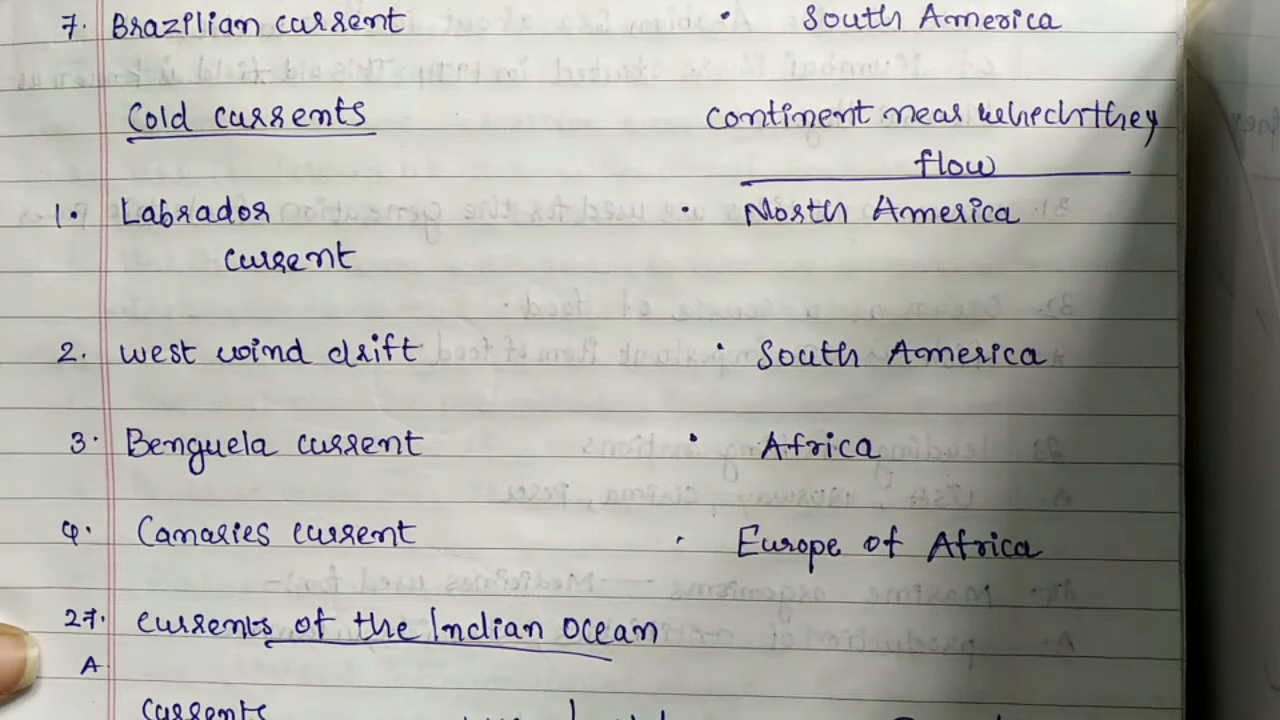 7. Brazilian current • South America
Cold currents continent near which they
flow
1. Labrador • North America
current
2. west wind drift • South America
3. Benguela current • Africa
4. Canaries current • Europe of Africa
27. currents of the Indian Ocean
A
currents